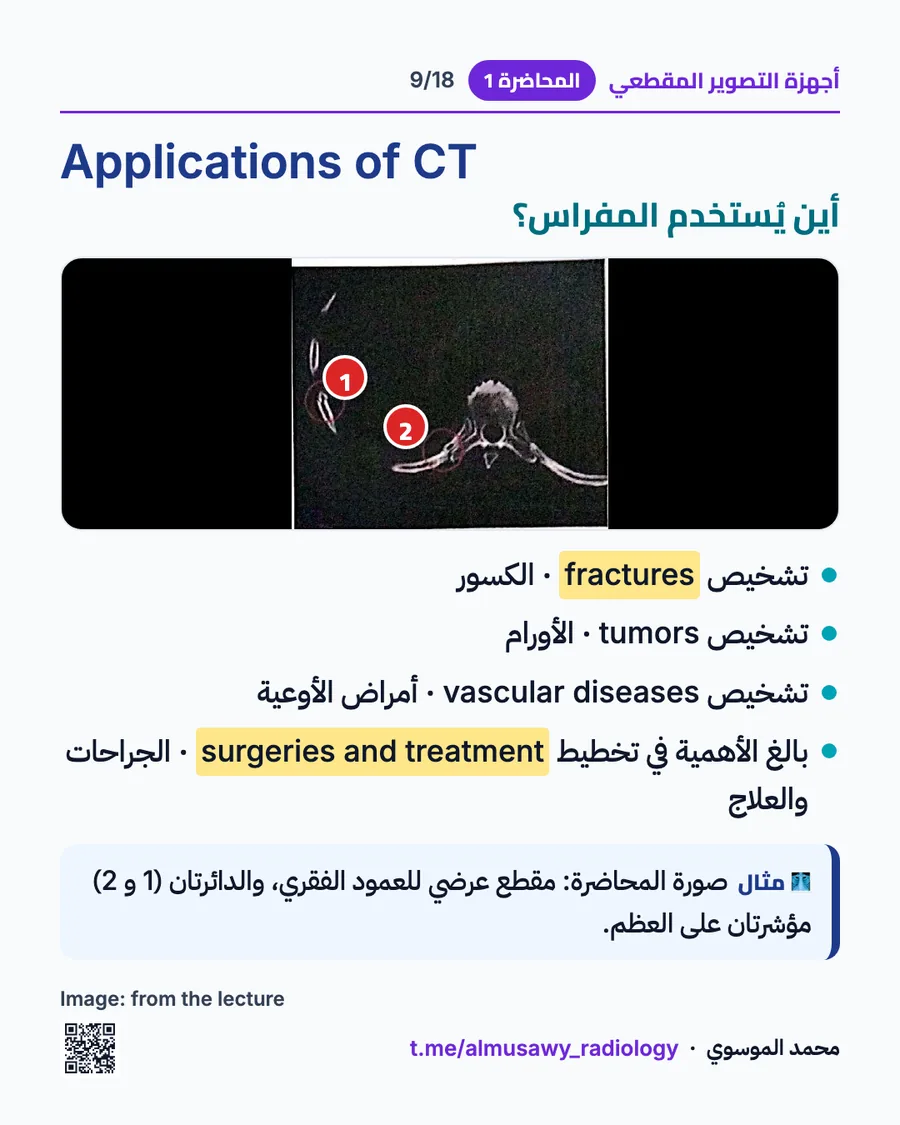 أجهزة التصوير المقطعي المحاضرة 1 9/18
Applications of CT
أين يُستخدم المفراس؟
1
2
تشخيص fractures · الكسور
تشخيص tumors · الأورام
تشخيص vascular diseases · أمراض الأوعية
بالغ الأهمية في تخطيط surgeries and treatment · الجراحات
والعلاج
مثال صورة المحاضرة: مقطع عرضي للعمود الفقري، والدائرتان (1 و 2)
مؤشرتان على العظم.
Image: from the lecture
محمد الموسوي · t.me/almusawy_radiology